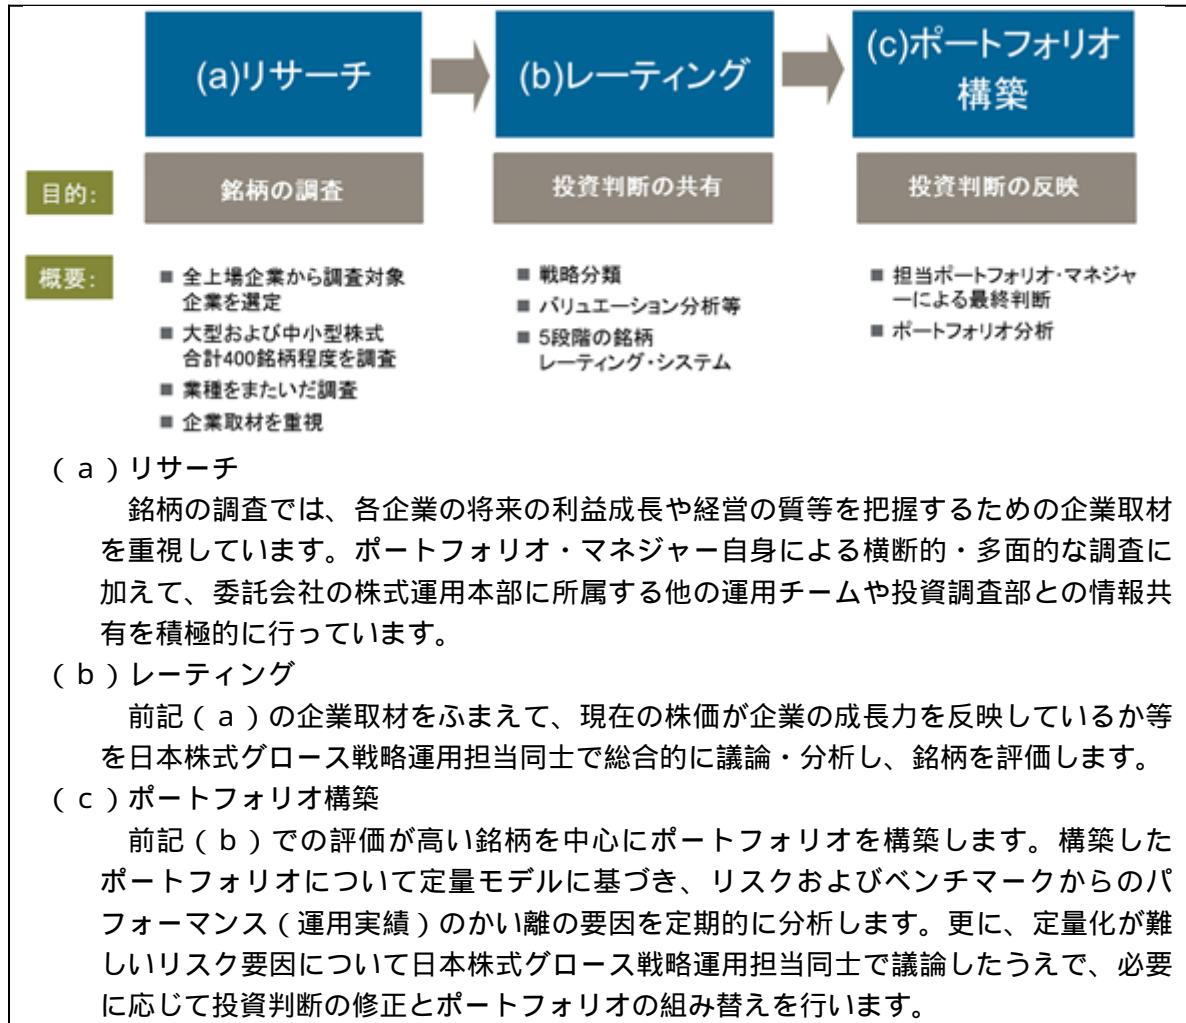 (a)リサーチ
(b)レーティング
(c)ポートフォリオ
構築
目的:
銘柄の調査
投資判断の共有
投資判断の反映
概要:
■ 全上場企業から調査対象
企業を選定
■ 大型および中小型株式
合計400銘柄程度を調査
■ 業種をまたいだ調査
■ 企業取材を重視
■ 戦略分類
■ バリュエーション分析等
■ 5段階の銘柄
レーティング・システム
■ 担当ポートフォリオ・マネジャ
ーによる最終判断
■ ポートフォリオ分析
(a)リサーチ
銘柄の調査では、各企業の将来の利益成長や経営の質等を把握するための企業取材
を重視しています。ポートフォリオ・マネジャー自身による横断的・多面的な調査に
加えて、委託会社の株式運用本部に所属する他の運用チームや投資調査部との情報共
有を積極的に行っています。
(b)レーティング
前記(a)の企業取材をふまえて、現在の株価が企業の成長力を反映しているか等
を日本株式グロース戦略運用担当同士で総合的に議論・分析し、銘柄を評価します。
(c)ポートフォリオ構築
前記(b)での評価が高い銘柄を中心にポートフォリオを構築します。構築した
ポートフォリオについて定量モデルに基づき、リスクおよびベンチマークからのパ
フォーマンス(運用実績)のかい離の要因を定期的に分析します。更に、定量化が難
しいリスク要因について日本株式グロース戦略運用担当同士で議論したうえで、必要
に応じて投資判断の修正とポートフォリオの組み替えを行います。